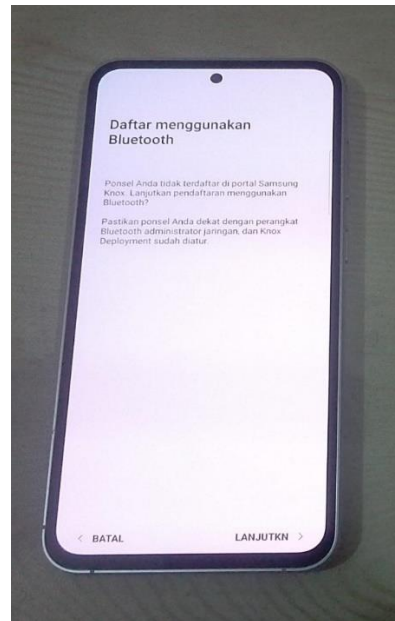 Daftar menggunakan
Bluetooth
Ponsel Anda tidak terdaftar di portal Samsung
Knox. Lanjutkan pendaftaran menggunakan
Bluetooth?
Pastikan ponsel Anda dekat dengan perangkat
Bluetooth administrator jaringan, dan Knox
Deployment sudah diatur.
< BATAL
LANJUTKN >